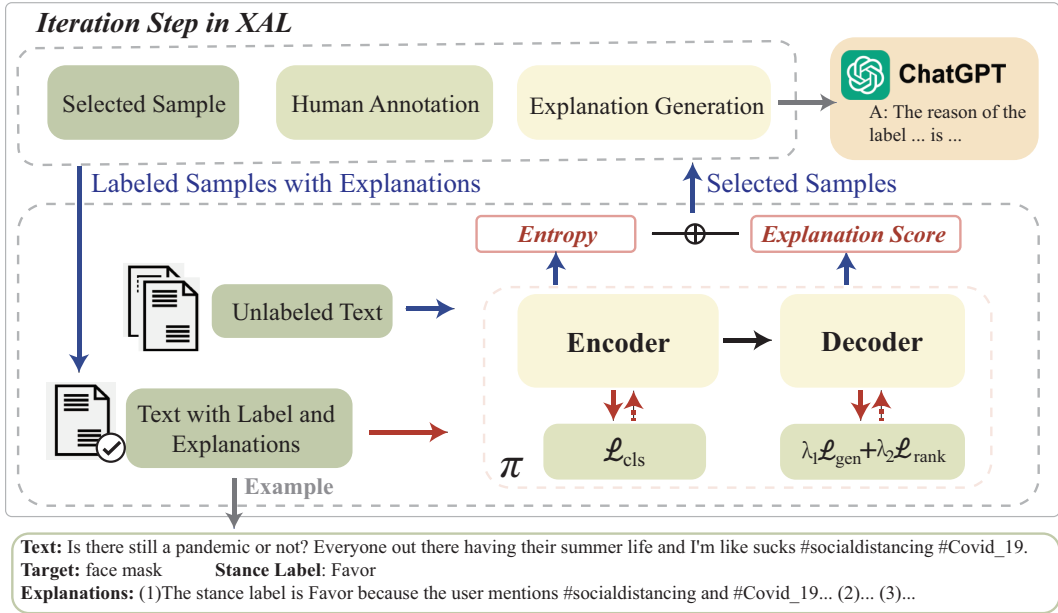 Iteration Step in XAL
Selected Sample
Human Annotation
Explanation Generation
ChatGPT
A: The reason of the
label ... is ...
Labeled Samples with Explanations
Selected Samples
Entropy
Explanation Score
Unlabeled Text
Encoder
Decoder
Text with Label and
Explanations
ℒcls
λ1ℒgen+λ2ℒrank
π
Example
Text: Is there still a pandemic or not? Everyone out there having their summer life and I'm like sucks #socialdistancing #Covid_19.
Target: face mask Stance Label: Favor
Explanations: (1)The stance label is Favor because the user mentions #socialdistancing and #Covid_19... (2)... (3)...